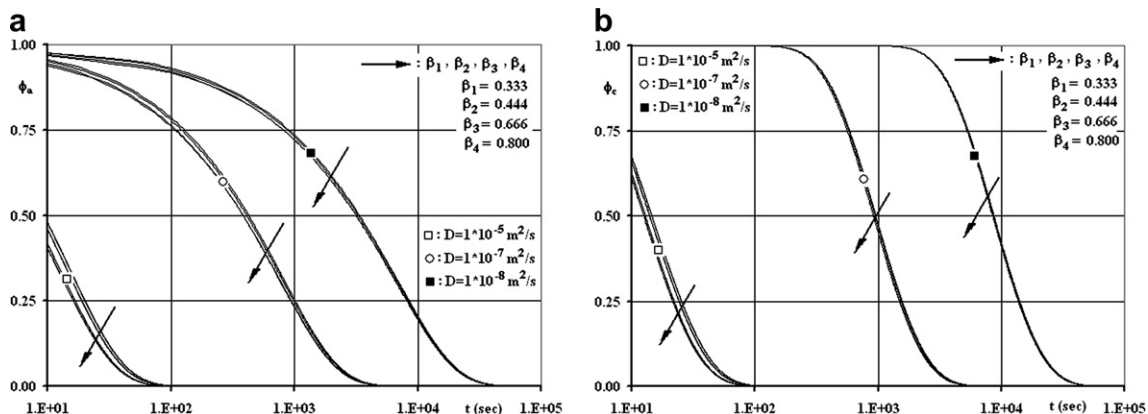 a
1.00
ϕa
0.75
0.50
0.25
0.00
: β1 , β2 , β3 , β4
β1 = 0.333
β2 = 0.444
β3 = 0.666
β4 = 0.800
: D=1*10-5 m2/s
: D=1*10-7 m2/s
: D=1*10-8 m2/s
1.E+01 1.E+02 1.E+03 1.E+04 t (sec) 1.E+05
b
1.00
ϕc
0.75
0.50
0.25
0.00
: D=1*10-5 m2/s
: D=1*10-7 m2/s
: D=1*10-8 m2/s
: β1 , β2 , β3 , β4
β1 = 0.333
β2 = 0.444
β3 = 0.666
β4 = 0.800
1.E+01 1.E+02 1.E+03 1.E+04 t (sec) 1.E+05